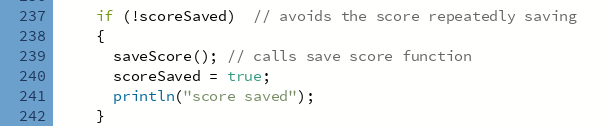 237 if (!scoreSaved)  // avoids the score repeatedly saving
238 {
239   saveScore(); // calls save score function
240   scoreSaved = true;
241   println("score saved");
242 }